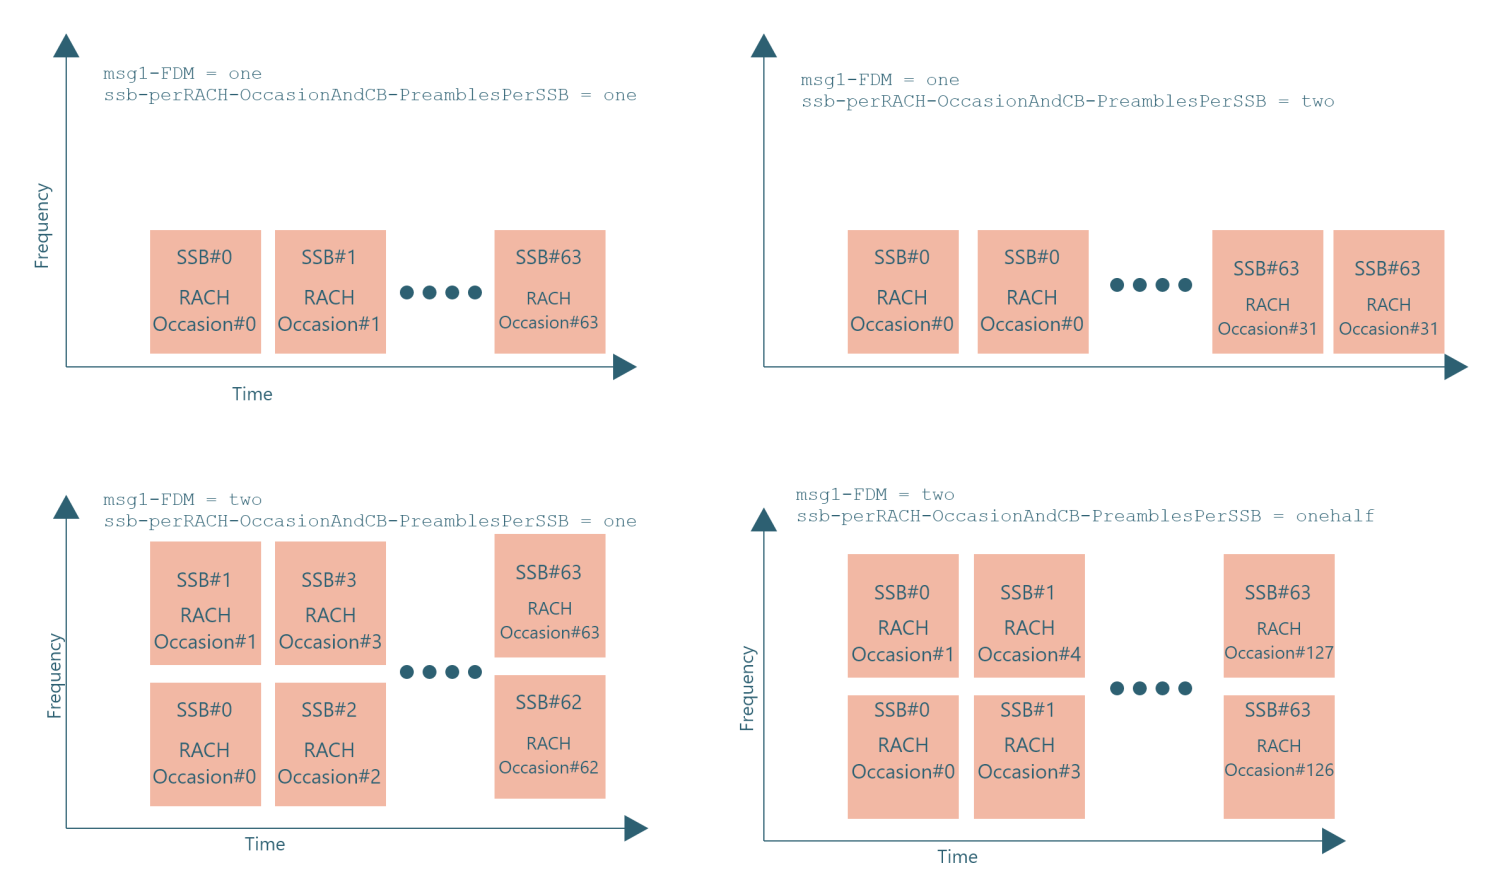 msg1-FDM = one
ssb-perRACH-OccasionAndCB-PreamblesPerSSB = one
Frequency
SSB#0
RACH
Occasion#0
SSB#1
RACH
Occasion#1
SSB#63
RACH
Occasion#63
Time
msg1-FDM = one
ssb-perRACH-OccasionAndCB-PreamblesPerSSB = two
SSB#0
RACH
Occasion#0
SSB#0
RACH
Occasion#0
SSB#63
RACH
Occasion#31
SSB#63
RACH
Occasion#31
msg1-FDM = two
ssb-perRACH-OccasionAndCB-PreamblesPerSSB = one
Frequency
SSB#1
RACH
Occasion#1
SSB#3
RACH
Occasion#3
SSB#63
RACH
Occasion#63
SSB#0
RACH
Occasion#0
SSB#2
RACH
Occasion#2
SSB#62
RACH
Occasion#62
Time
msg1-FDM = two
ssb-perRACH-OccasionAndCB-PreamblesPerSSB = onehalf
Frequency
SSB#0
RACH
Occasion#1
SSB#1
RACH
Occasion#4
SSB#63
RACH
Occasion#127
SSB#0
RACH
Occasion#0
SSB#1
RACH
Occasion#3
SSB#63
RACH
Occasion#126
Time